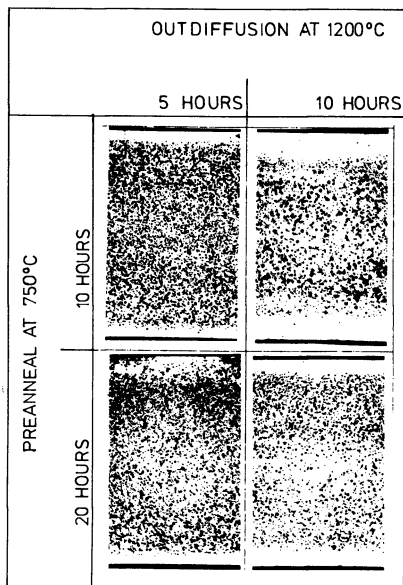 OUTDIFFUSION AT 1200°C
5 HOURS
10 HOURS
PREANNEAL AT 750°C
10 HOURS
20 HOURS